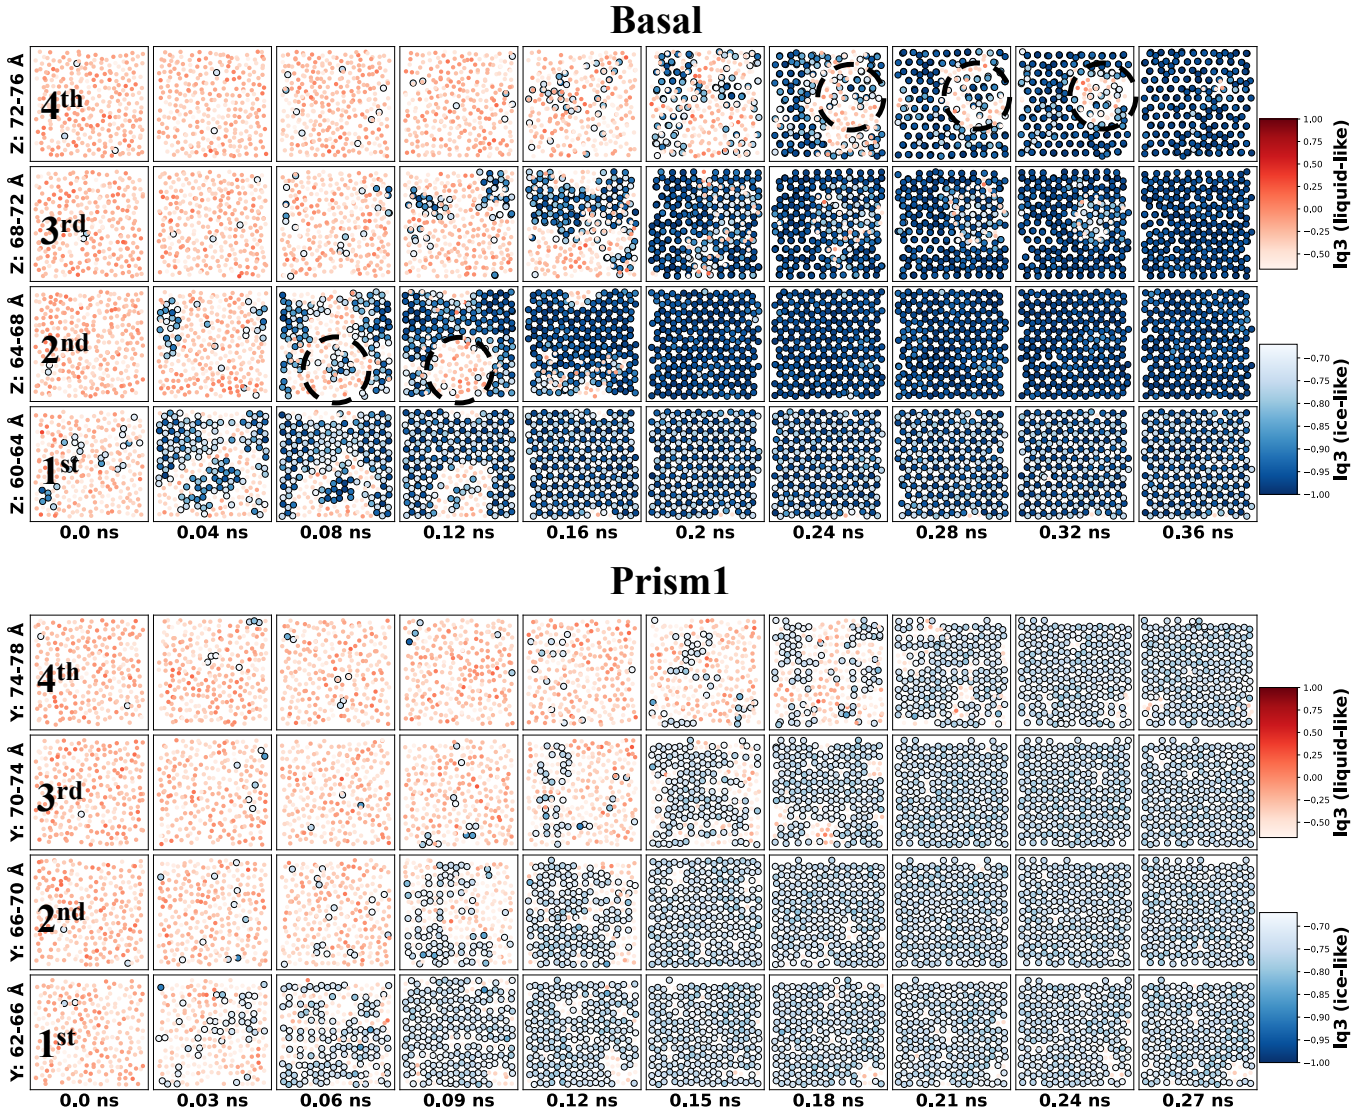 Basal
Z: 72-76 Å
4th
Z: 68-72 Å
3rd
Z: 64-68 Å
2nd
Z: 60-64 Å
1st
0.0 ns 0.04 ns 0.08 ns 0.12 ns 0.16 ns 0.2 ns 0.24 ns 0.28 ns 0.32 ns 0.36 ns
1.00
0.75
0.50
0.25
0.00
−0.25
−0.50
lq3 (liquid-like)
−0.70
−0.75
−0.80
−0.85
−0.90
−0.95
−1.00
lq3 (ice-like)
Prism1
Y: 74-78 Å
4th
Y: 70-74 Å
3rd
Y: 66-70 Å
2nd
Y: 62-66 Å
1st
0.0 ns 0.03 ns 0.06 ns 0.09 ns 0.12 ns 0.15 ns 0.18 ns 0.21 ns 0.24 ns 0.27 ns
1.00
0.75
0.50
0.25
0.00
−0.25
−0.50
lq3 (liquid-like)
−0.70
−0.75
−0.80
−0.85
−0.90
−0.95
−1.00
lq3 (ice-like)